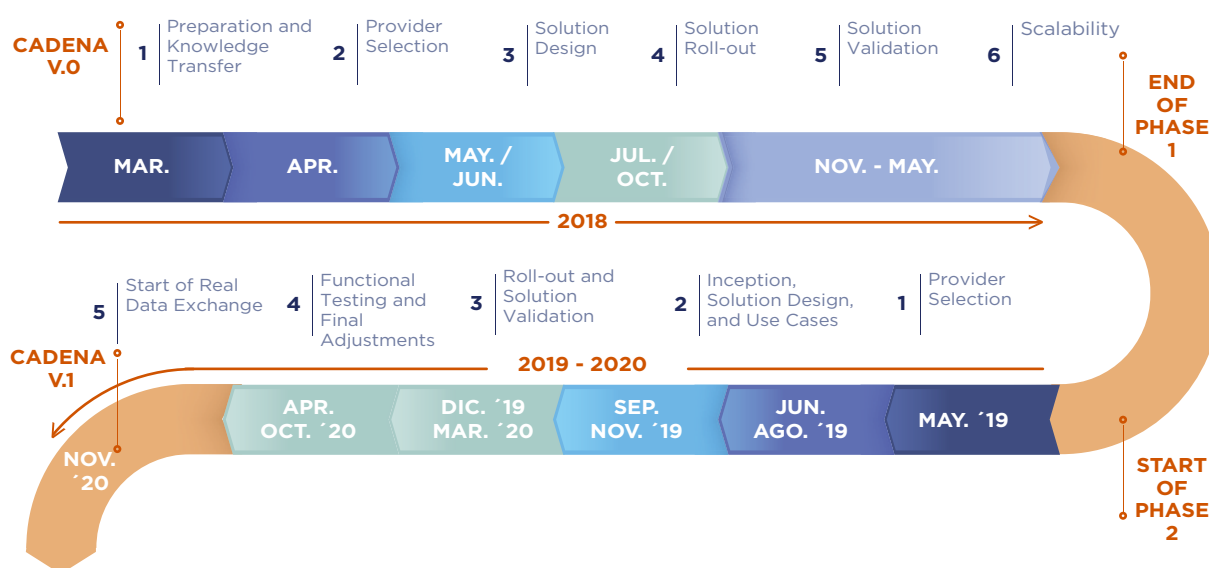 CADENA
V.0
1
Preparation and
Knowledge
Transfer
2
Provider
Selection
3
Solution
Design
4
Solution
Roll-out
5
Solution
Validation
6
Scalability
END
OF
PHASE
1
MAR.
APR.
MAY. /
JUN.
JUL. /
OCT.
NOV. - MAY.
2018
5
Start of Real
Data Exchange
4
Functional
Testing and
Final
Adjustments
3
Roll-out and
Solution
Validation
2
Inception,
Solution Design,
and Use Cases
1
Provider
Selection
CADENA
V.1
2019 - 2020
NOV.
´20
APR.
OCT. ´20
DIC. ´19
MAR. ´20
SEP.
NOV. ´19
JUN.
AGO. ´19
MAY. ´19
START
OF
PHASE
2